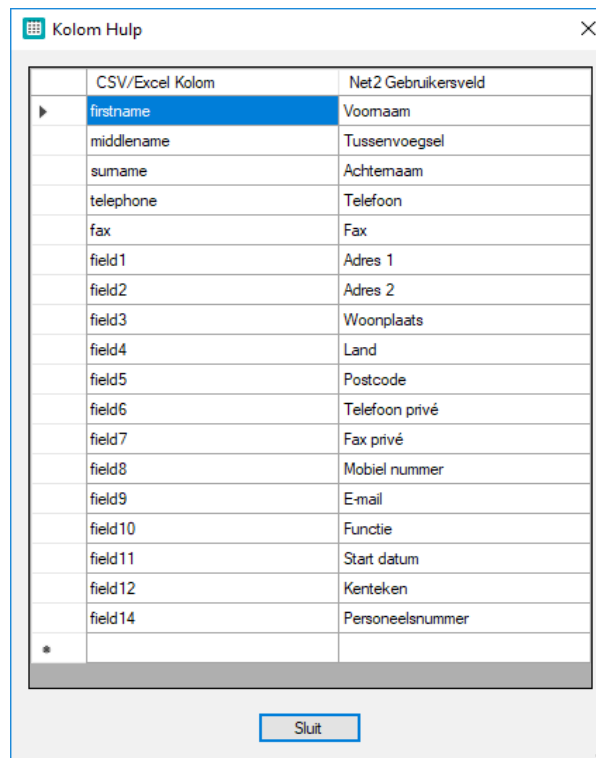 Kolom Hulp
CSV/Excel Kolom Net2 Gebruikersveld
firstname Voornaam
middlename Tussenvoegsel
surname Achternaam
telephone Telefoon
fax Fax
field1 Adres 1
field2 Adres 2
field3 Woonplaats
field4 Land
field5 Postcode
field6 Telefoon privé
field7 Fax privé
field8 Mobiel nummer
field9 E-mail
field10 Functie
field11 Start datum
field12 Kenteken
field14 Personeelsnummer
Sluit